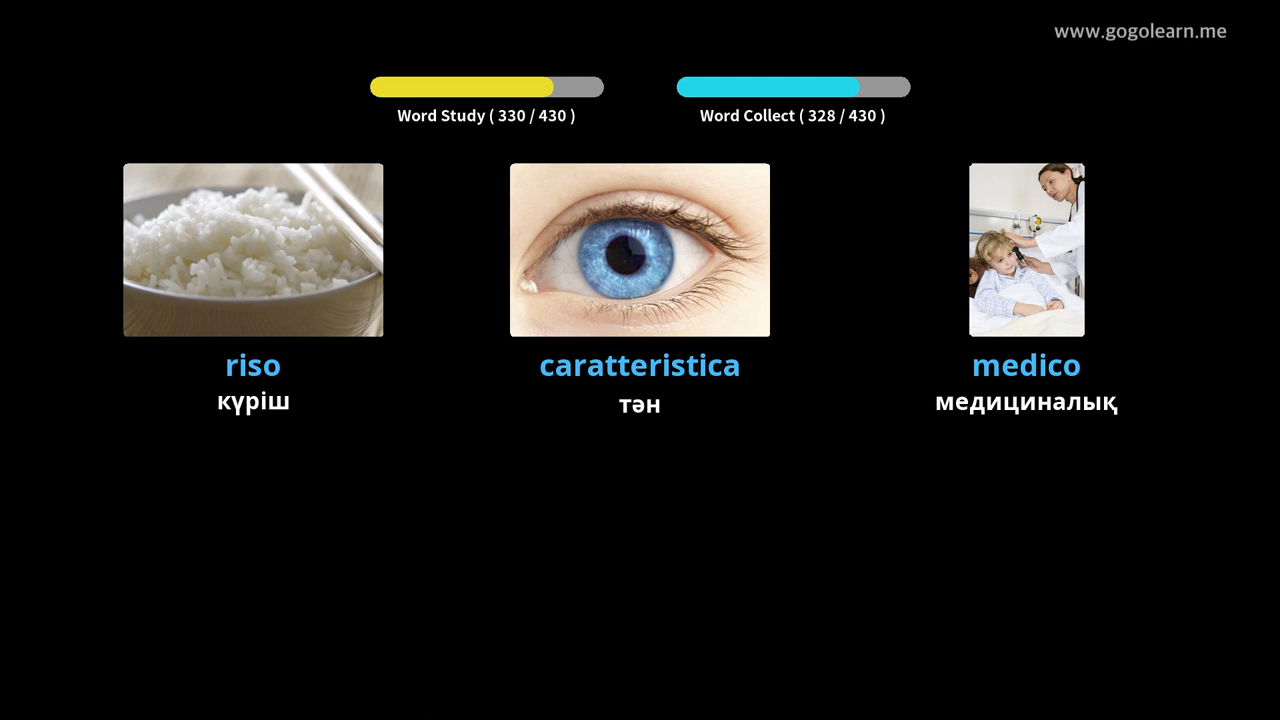 www.gogolearn.me
Word Study ( 330 / 430 )
Word Collect ( 328 / 430 )
riso
caratteristica
medico
күріш
тән
медициналық